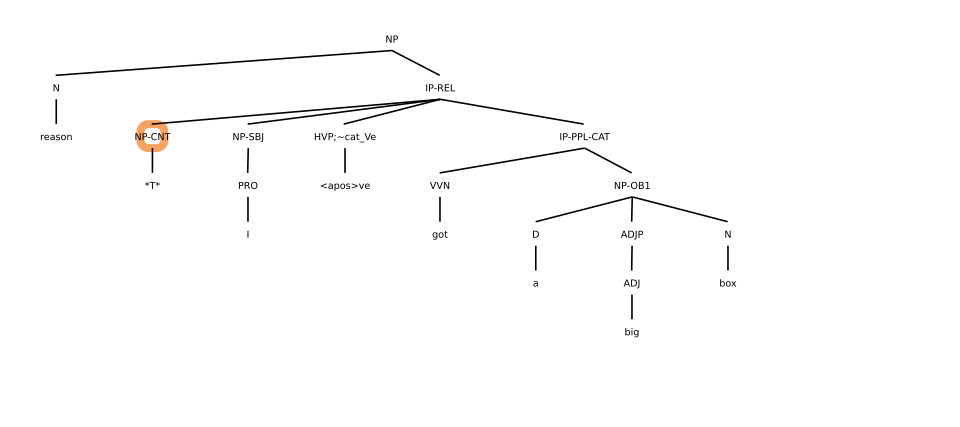 NP
N IP-REL
reason NP-CNT NP-SBJ HVP;~cat_Ve IP-PPL-CAT
*T* PRO <apos>ve VVN NP-OB1
I got D ADJP N
a ADJ box
big